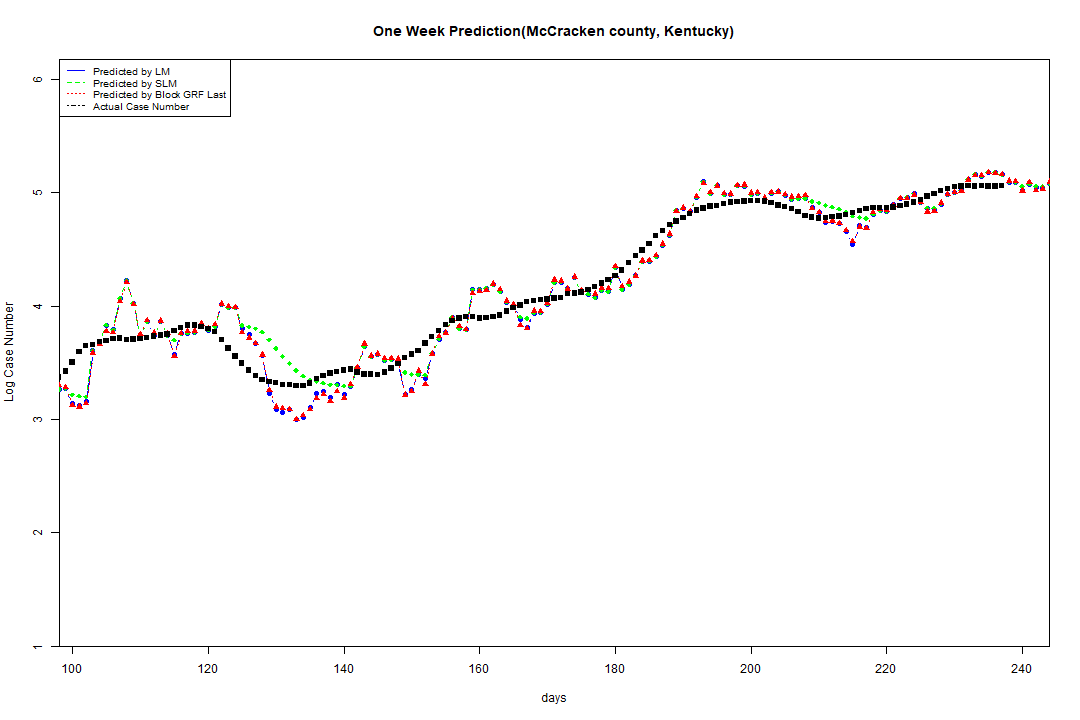 One Week Prediction(McCracken county, Kentucky)
Predicted by LM
Predicted by SLM
Predicted by Block GRF Last
Actual Case Number
6
5
4
3
2
1
Log Case Number
100 120 140 160 180 200 220 240
days